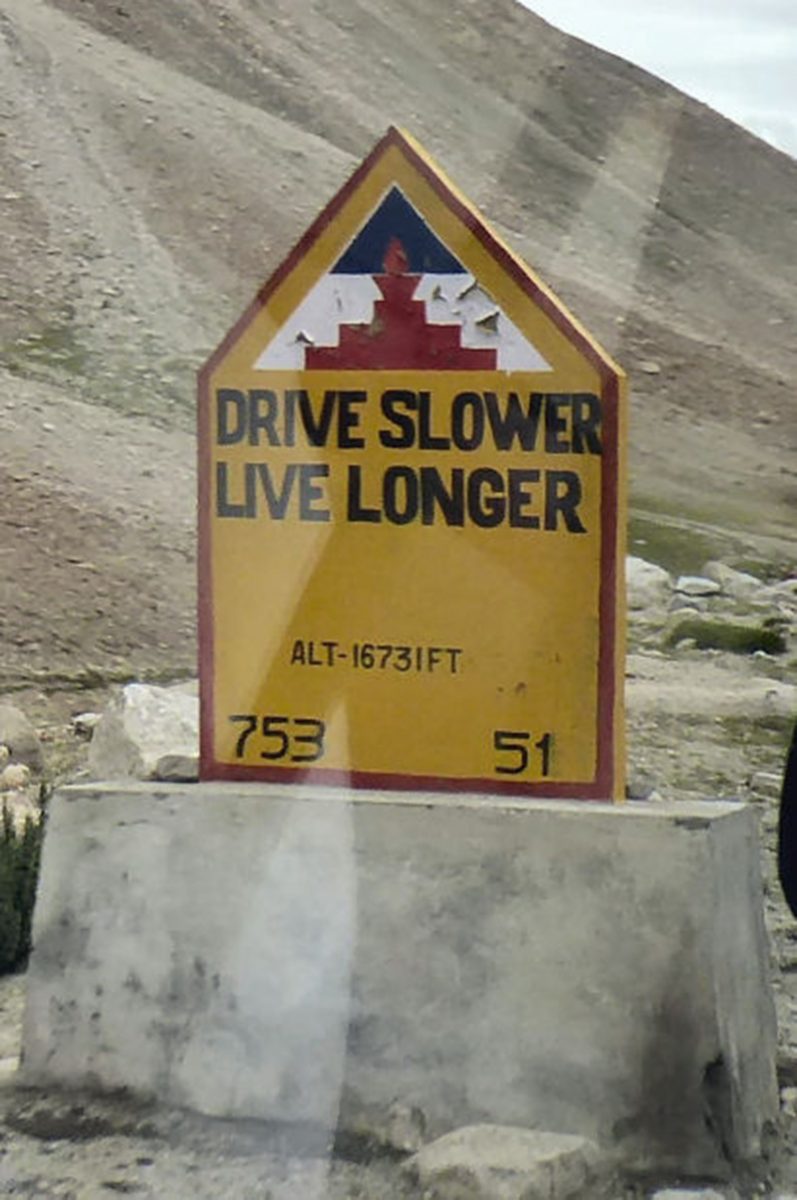 DRIVE SLOWER
LIVE LONGER
ALT-16731FT
753 51